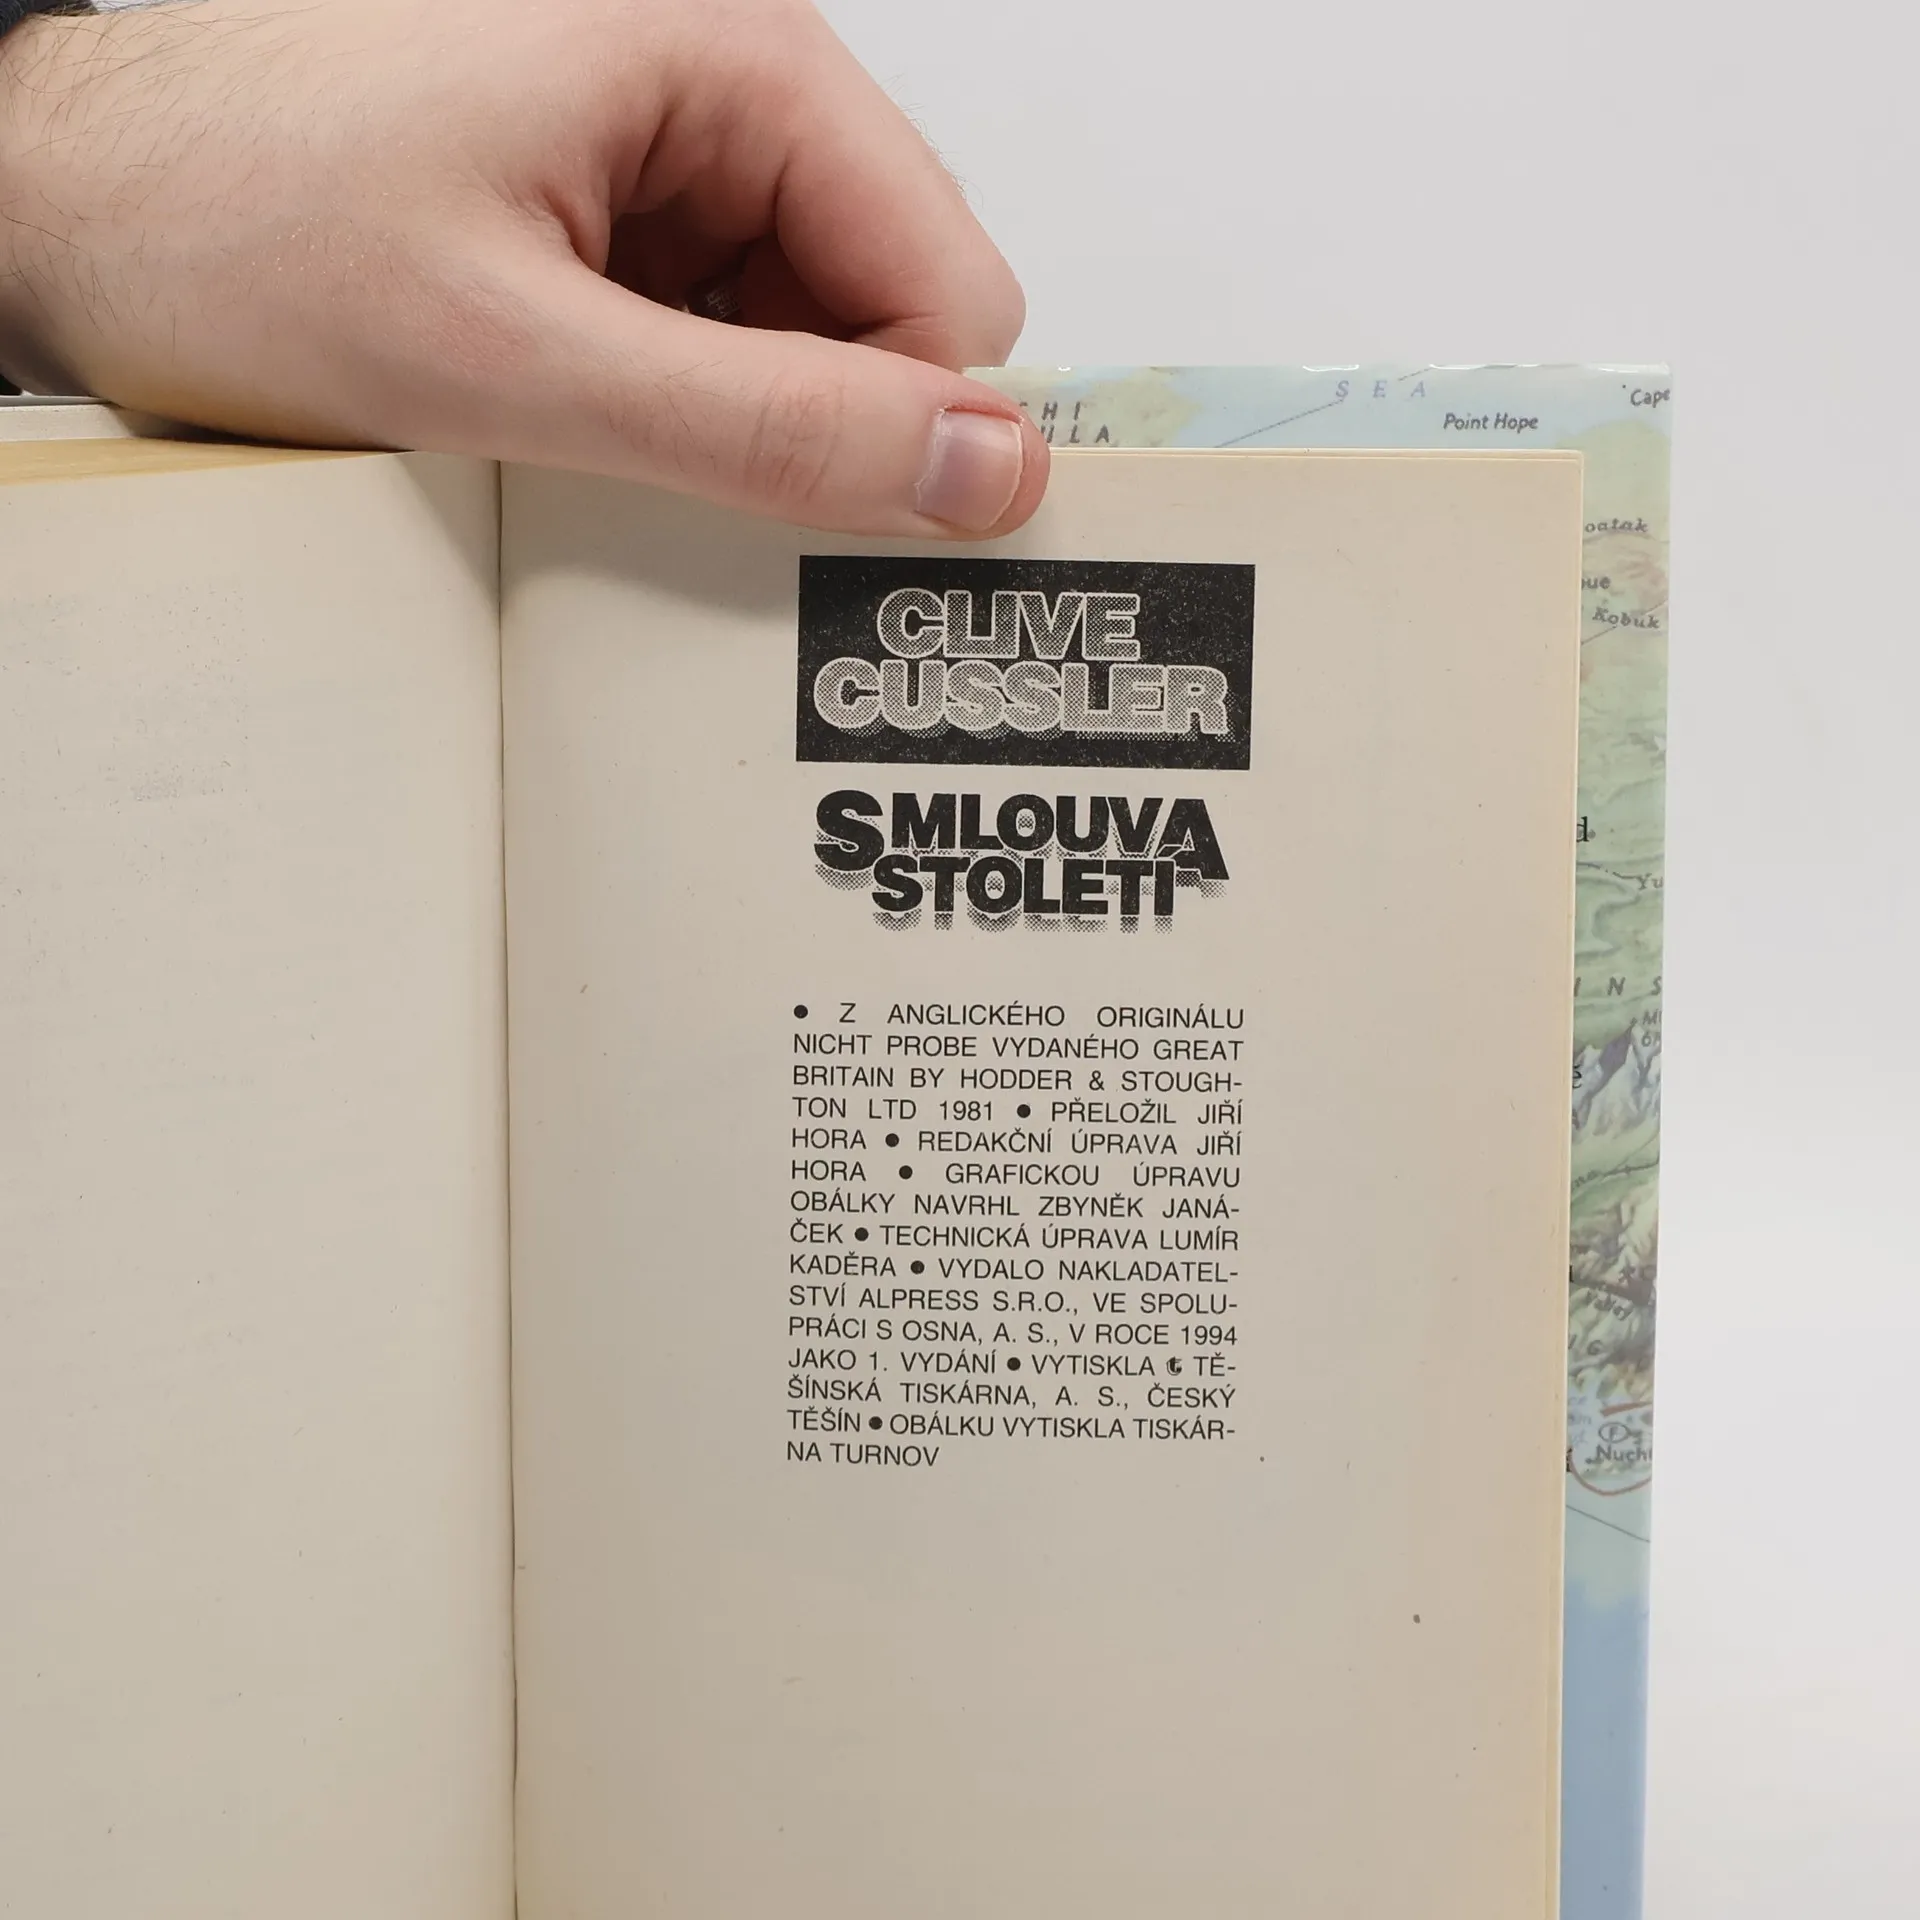 SEA
Cape
Point Hope
Kobuk
CLIVE
CUSSLER
SMLOUVA
STOLETÍ
● Z ANGLICKÉHO ORIGINÁLU
NICHT PROBE VYDANÉHO GREAT
BRITAIN BY HODDER & STOUGH-
TON LTD 1981 ● PŘELOŽIL JIŘÍ
HORA ● REDAKČNÍ ÚPRAVA JIŘÍ
HORA ● GRAFICKOU ÚPRAVU
OBÁLKY NAVRHL ZBYNĚK JANÁ-
ČEK ● TECHNICKÁ ÚPRAVA LUMÍR
KADĚRA ● VYDALO NAKLADATEL-
STVÍ ALPRESS S.R.O., VE SPOLU-
PRÁCI S OSNA, A. S., V ROCE 1994
JAKO 1. VYDÁNÍ ● VYTISKLA t TĚ-
ŠÍNSKÁ TISKÁRNA, A. S., ČESKÝ
TĚŠÍN ● OBÁLKU VYTISKLA TISKÁR-
NA TURNOV